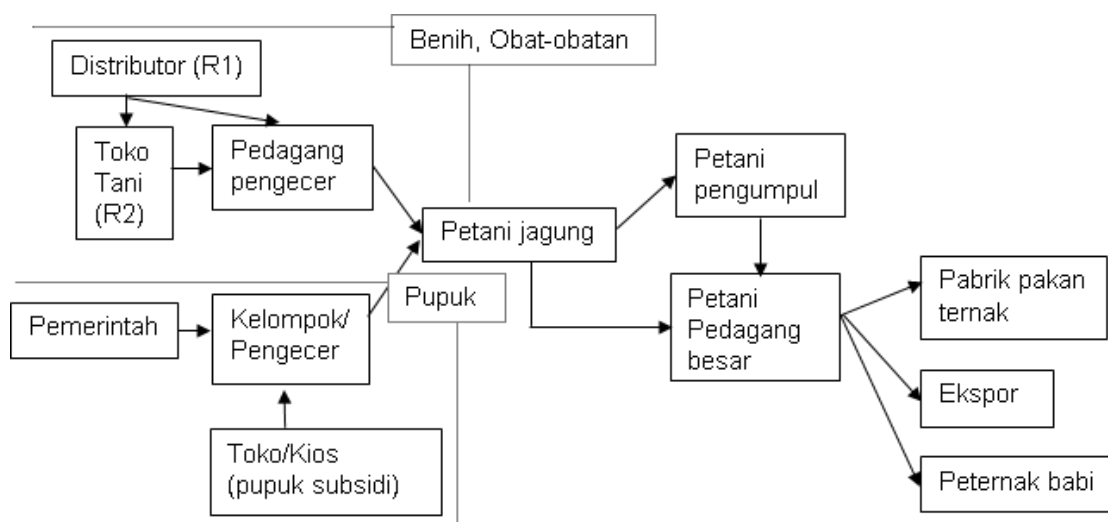 Benih, Obat-obatan
Distributor (R1)
Toko
Tani
(R2)
Pedagang
pengecer
Petani
pengumpul
Petani jagung
Pupuk
Pemerintah
Kelompok/
Pengecer
Petani
Pedagang
besar
Pabrik pakan
ternak
Ekspor
Toko/Kios
(pupuk subsidi)
Peternak babi